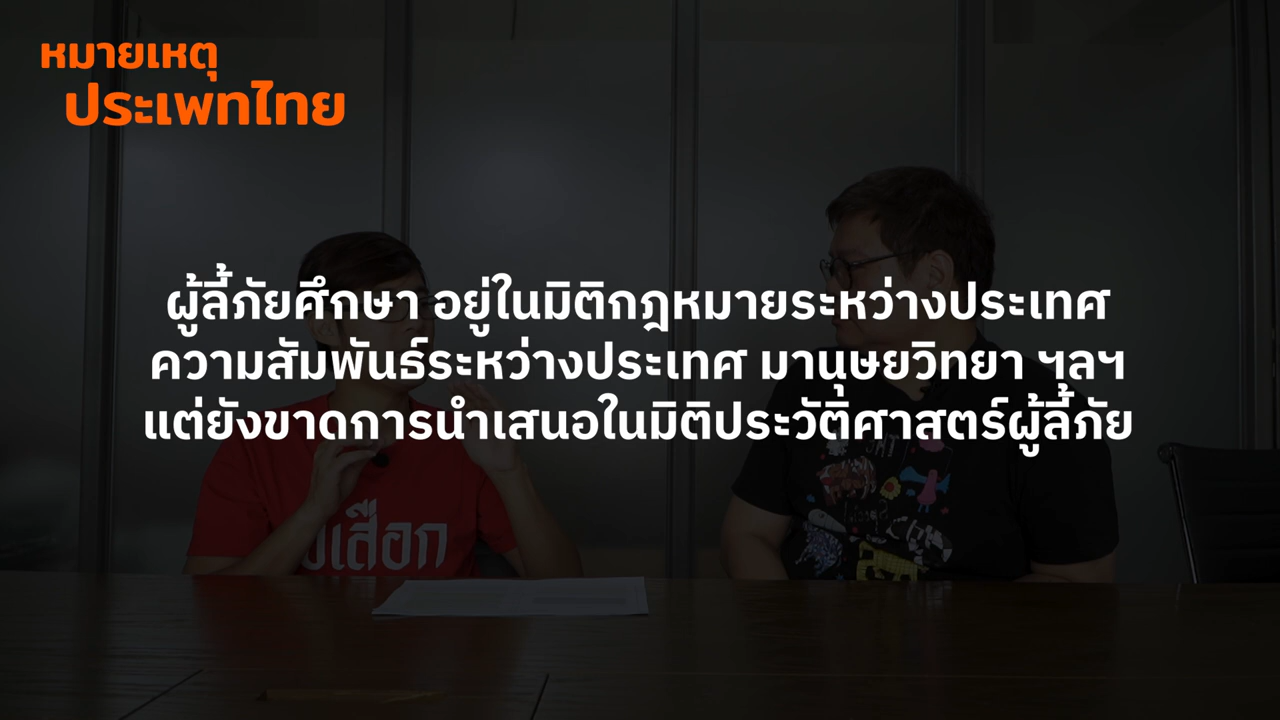 หมายเหตุ
ประเพทไทย
ผู้ลี้ภัยศึกษา อยู่ในมิติกฎหมายระหว่างประเทศ
ความสัมพันธ์ระหว่างประเทศ มานุษยวิทยา ฯลฯ
แต่ยังขาดการนำเสนอในมิติประวัติศาสตร์ผู้ลี้ภัย